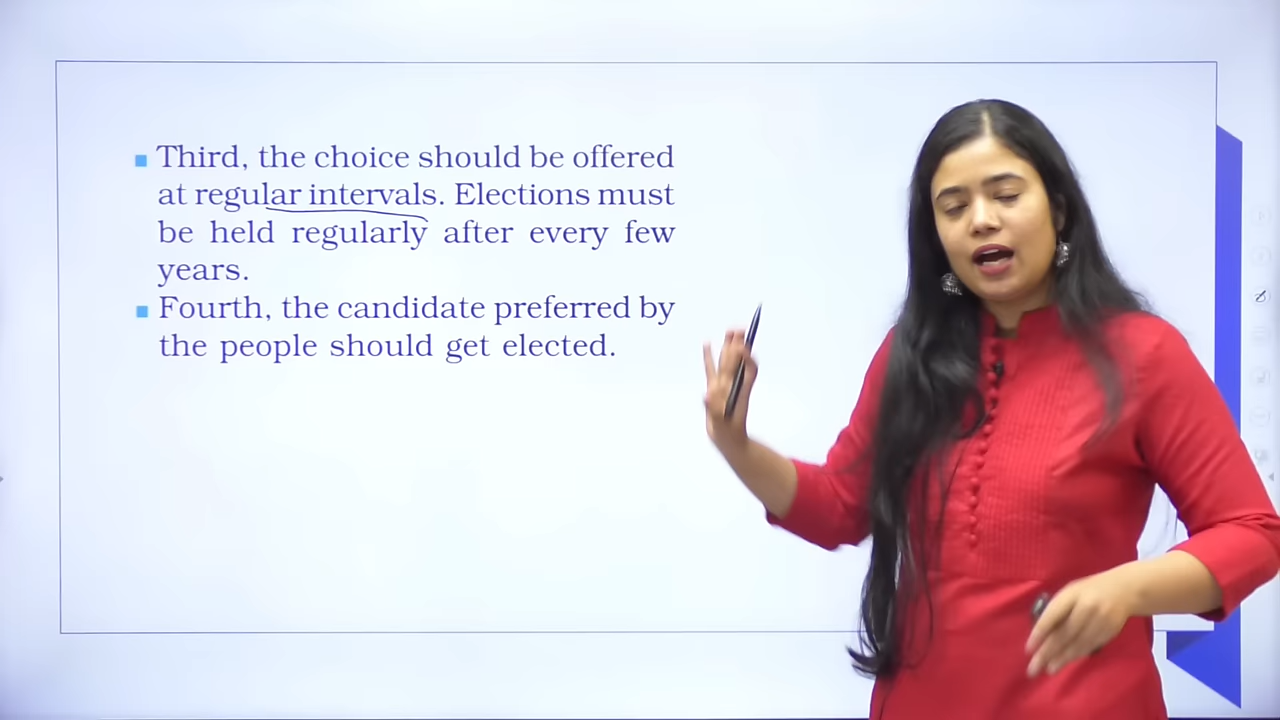 Third, the choice should be offered
at regular intervals. Elections must
be held regularly after every few
years.
Fourth, the candidate preferred by
the people should get elected.